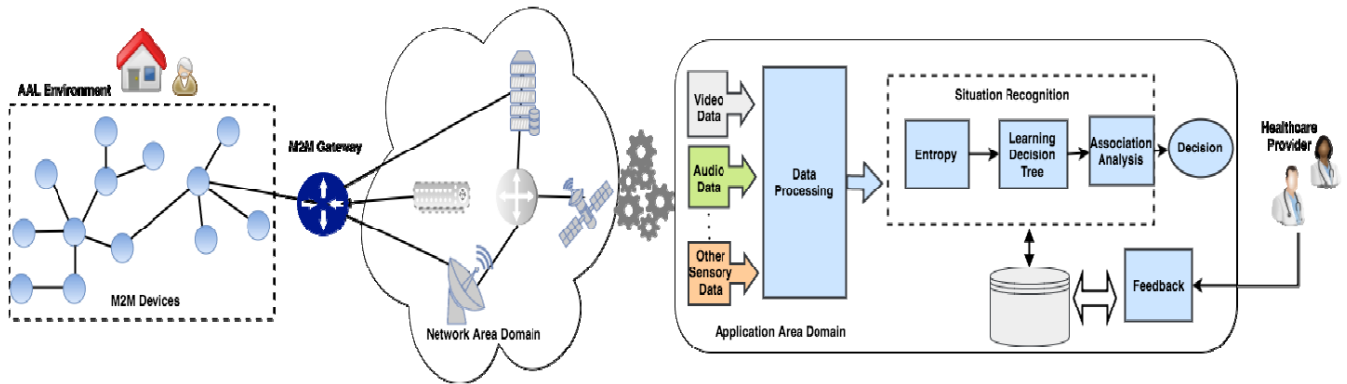 AAL Environment
M2M Devices
M2M Gateway
Network Area Domain
Video
Data
Audio
Data
Other
Sensory
Data
Data
Processing
Application Area Domain
Situation Recognition
Entropy
Learning
Decision
Tree
Association
Analysis
Decision
Feedback
Healthcare
Provider